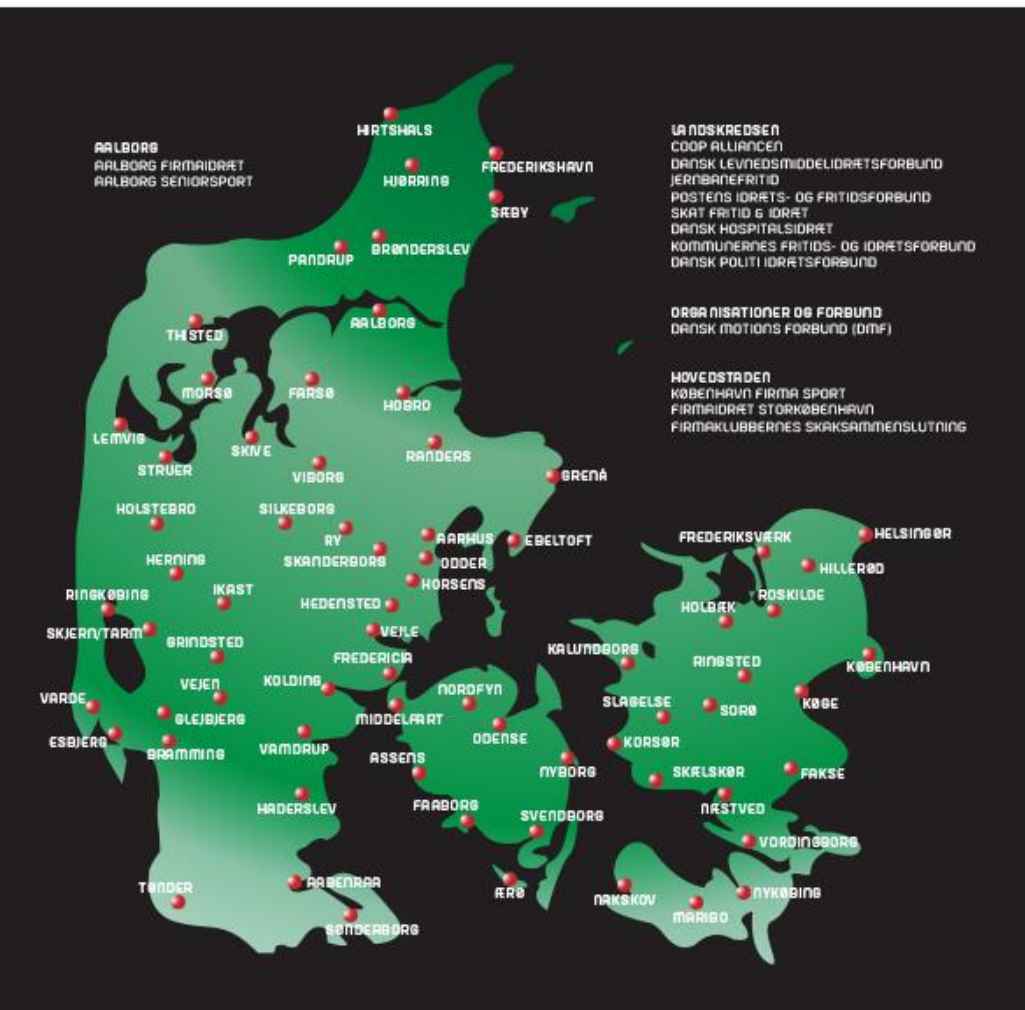 HIRTSHALS
AALBORG
AALBORG FIRMAIDRÆT
AALBORG SENIORSPORT
LANDSKREDSEN
COOP ALLIANCEN
DANSK LEVNEDSMIDDELIDRÆTSFORBUND
JERNBANEFRITID
POSTENS IDRÆTS- OG FRITIDSFORBUND
SKAT FRITID & IDRÆT
DANSK HOSPITALSIDRÆT
KOMMUNERNES FRITIDS- OG IDRÆTSFORBUND
DANSK POLITI IDRÆTSFORBUND
ORGANISATIONER OG FORBUND
DANSK MOTIONS FORBUND (DMF)
HOVEDSTADEN
KØBENHAVN FIRMA SPORT
FIRMAIDRÆT STORKØBENHAVN
FIRMAKLUBBERNES SKAKSAMMENSLUTNING
FREDERIKSHAVN
HJØRRING
SÆBY
BRØNDERSLEV
PANDRUP
AALBORG
THISTED
MORSØ
FARSØ
HOBRO
LEMVIG
SKIVE
STRUER
RANDERS
VIBORG
GRENÅ
HOLSTEBRO
SILKEBORG
RY
AARHUS
EBELTOFT
SKANDERBORG
ODDER
HERNING
HORSENS
IKAST
RINGKØBING
HEDENSTED
SKJERN/TARM
VEJLE
GRINDSTED
FREDERICIA
VEJEN
KOLDING
VARDE
GLEJBJERG
ESBJERG
BRAMMING
VAMDRUP
HADERSLEV
TØNDER
AABENRAA
SØNDERBORG
NORDFYN
MIDDELFART
ODENSE
ASSENS
NYBORG
FAABORG
SVENDBORG
ÆRØ
FREDERIKSVÆRK
HELSINGØR
HILLERØD
ROSKILDE
HOLBÆK
KALUNDBORG
RINGSTED
KØBENHAVN
SLAGELSE
SORØ
KØGE
KORSØR
SKÆLSKØR
FAKSE
NÆSTVED
VORDINGBORG
NAKSKOV
NYKØBING
MARIBO